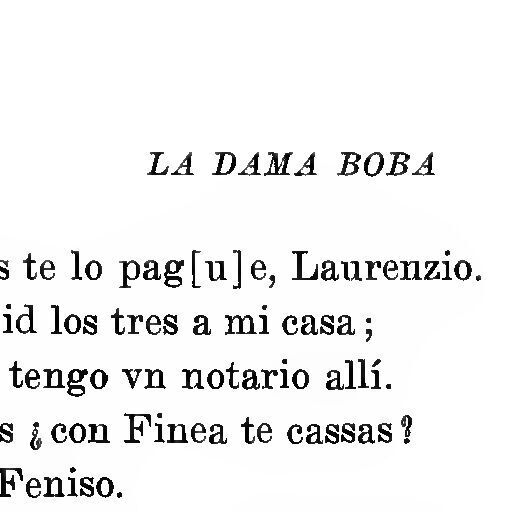 LA DAMA BOBA
s te lo pag[u]e, Laurenzio.
id los tres a mi casa;
tengo vn notario allí.
s ¿con Finea te cassas?
Feniso.